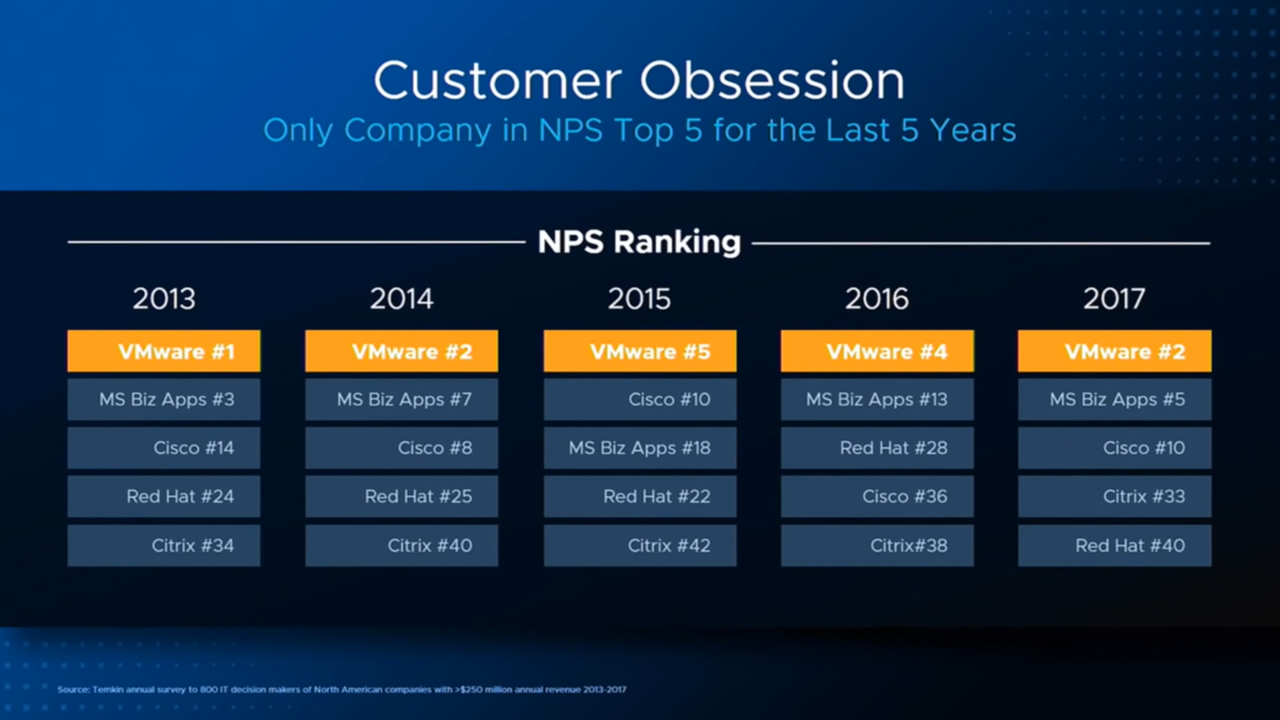 Customer Obsession
Only Company in NPS Top 5 for the Last 5 Years
NPS Ranking
2013
2014
2015
2016
2017
VMware #1
VMware #2
VMware #5
VMware #4
VMware #2
MS Biz Apps #3
MS Biz Apps #7
Cisco #10
MS Biz Apps #13
MS Biz Apps #5
Cisco #14
Cisco #8
MS Biz Apps #18
Red Hat #28
Cisco #10
Red Hat #24
Red Hat #25
Red Hat #22
Cisco #36
Citrix #33
Citrix #34
Citrix #40
Citrix #42
Citrix#38
Red Hat #40
Source: Temkin annual survey to 800 IT decision makers of North American companies with >$250 million annual revenue 2013-2017